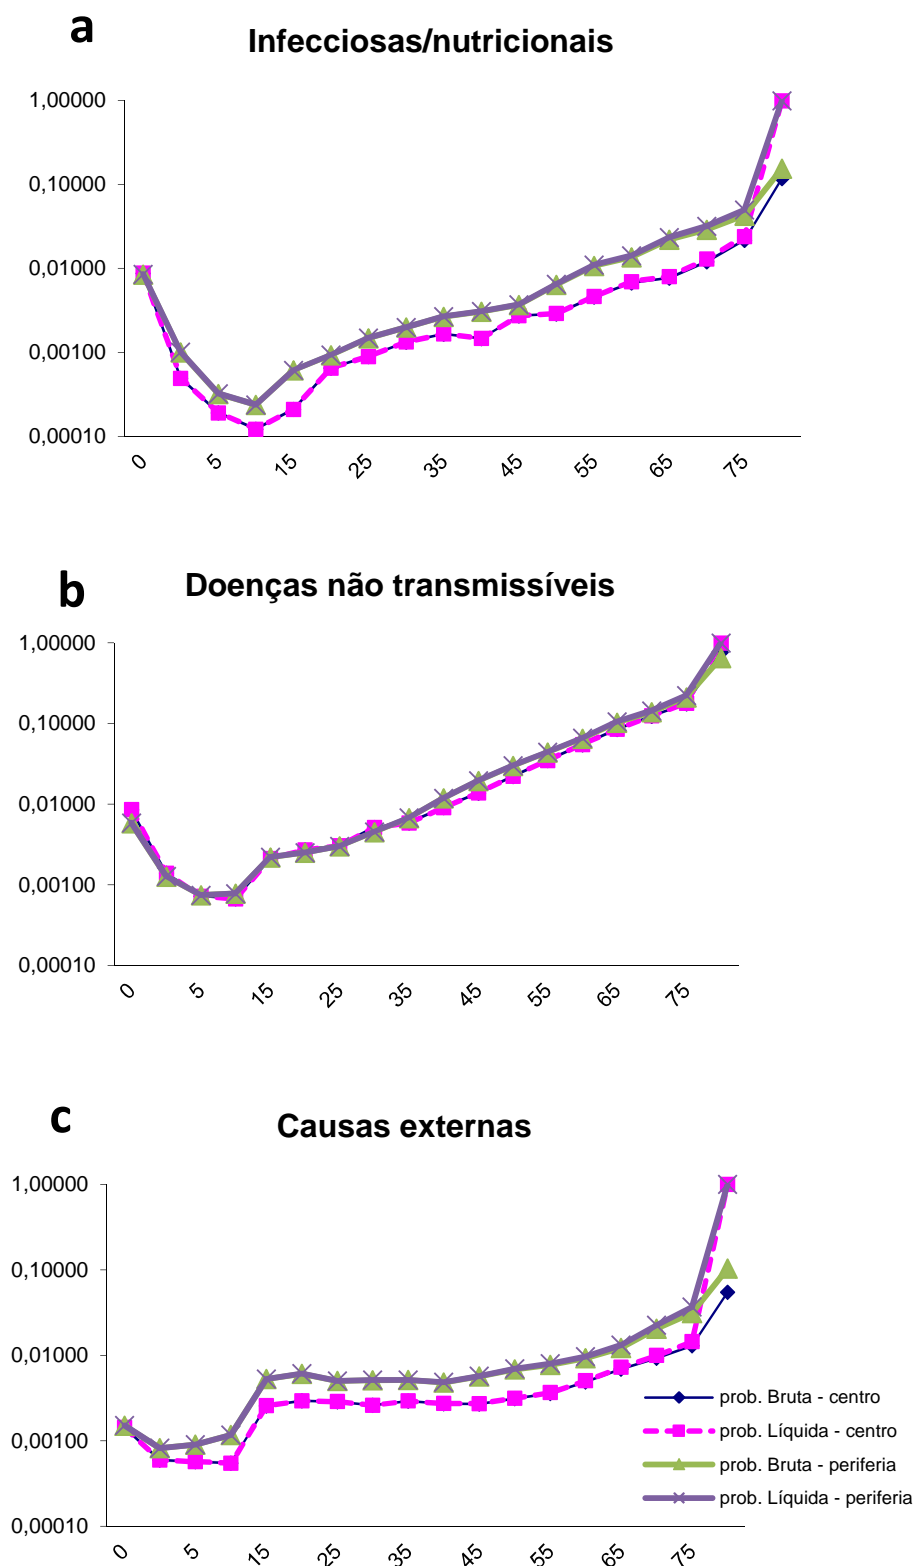 a
Infecciosas/nutricionais
1,00000
0,10000
0,01000
0,00100
0,00010
0 5 15 25 35 45 55 65 75
b
Doenças não transmissíveis
1,00000
0,10000
0,01000
0,00100
0,00010
0 5 15 25 35 45 55 65 75
c
Causas externas
1,00000
0,10000
0,01000
0,00100
0,00010
prob. Bruta - centro
prob. Líquida - centro
prob. Bruta - periferia
prob. Líquida - periferia
0 5 15 25 35 45 55 65 75